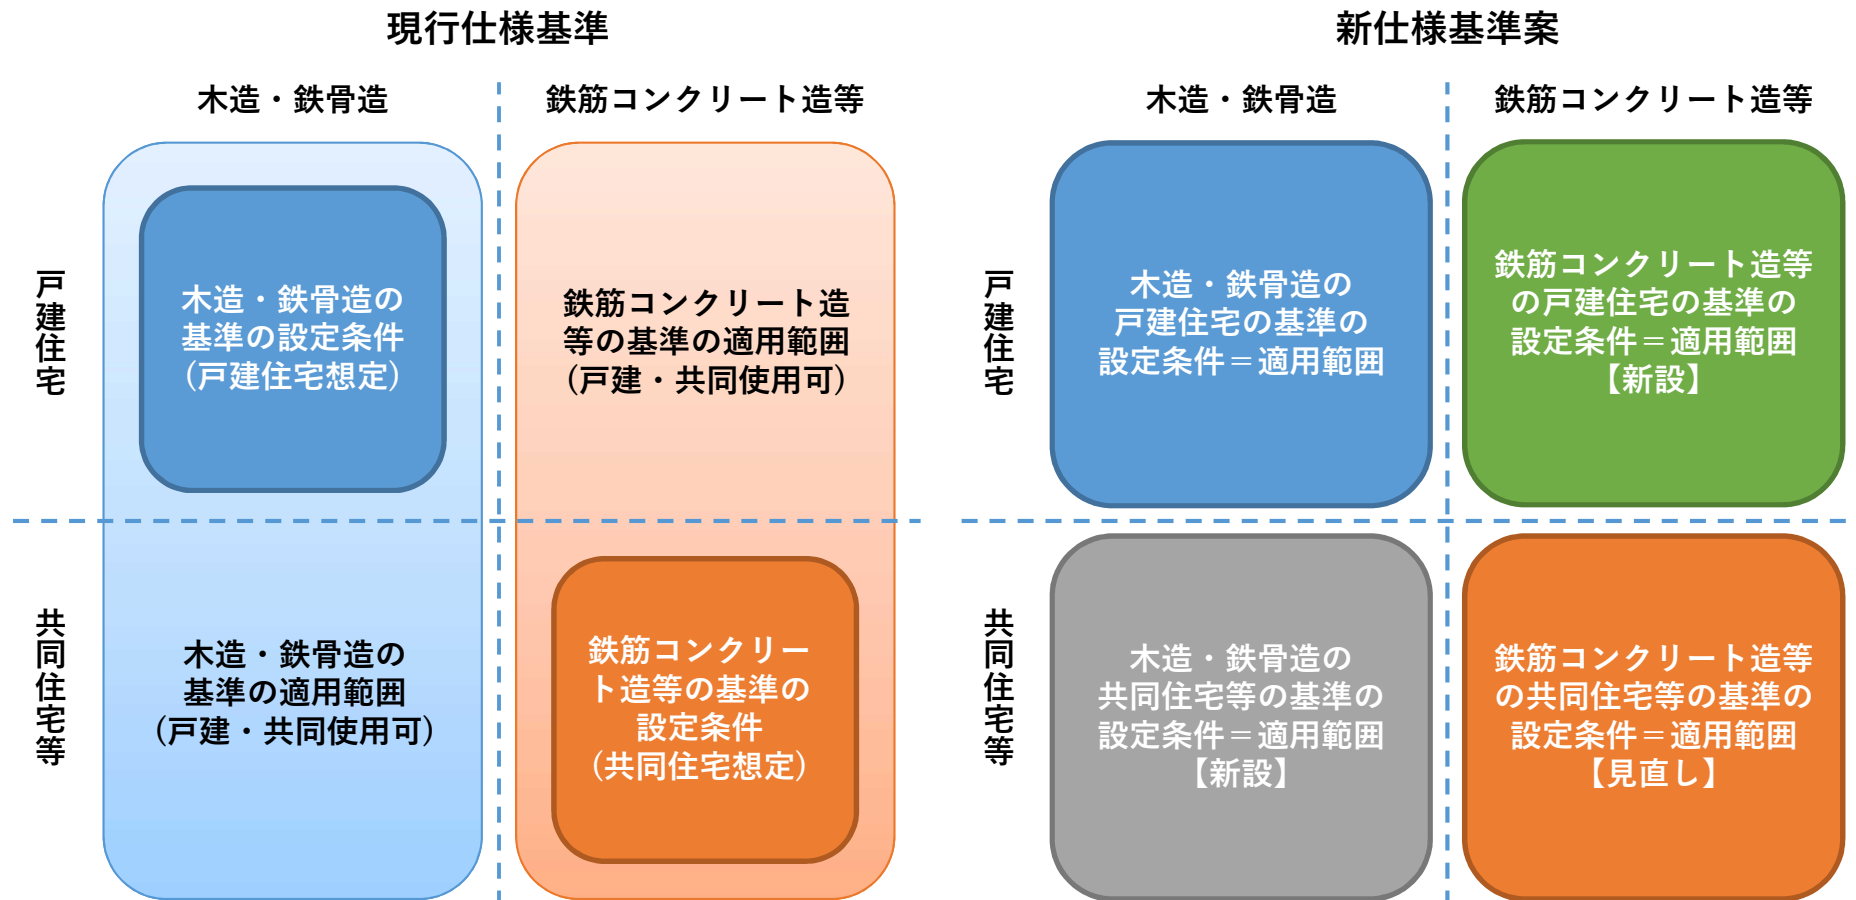 現行仕様基準
木造・鉄骨造
鉄筋コンクリート造等
戸建住宅
木造・鉄骨造の
基準の設定条件
(戸建住宅想定)
鉄筋コンクリート造
等の基準の適用範囲
(戸建・共同使用可)
共同住宅等
木造・鉄骨造の
基準の適用範囲
(戸建・共同使用可)
鉄筋コンクリー
ト造等の基準の
設定条件
(共同住宅想定)
新仕様基準案
木造・鉄骨造
鉄筋コンクリート造等
戸建住宅
木造・鉄骨造の
戸建住宅の基準の
設定条件＝適用範囲
鉄筋コンクリート造等
の戸建住宅の基準の
設定条件＝適用範囲
【新設】
共同住宅等
木造・鉄骨造の
共同住宅等の基準の
設定条件＝適用範囲
【新設】
鉄筋コンクリート造等
の共同住宅等の基準の
設定条件＝適用範囲
【見直し】